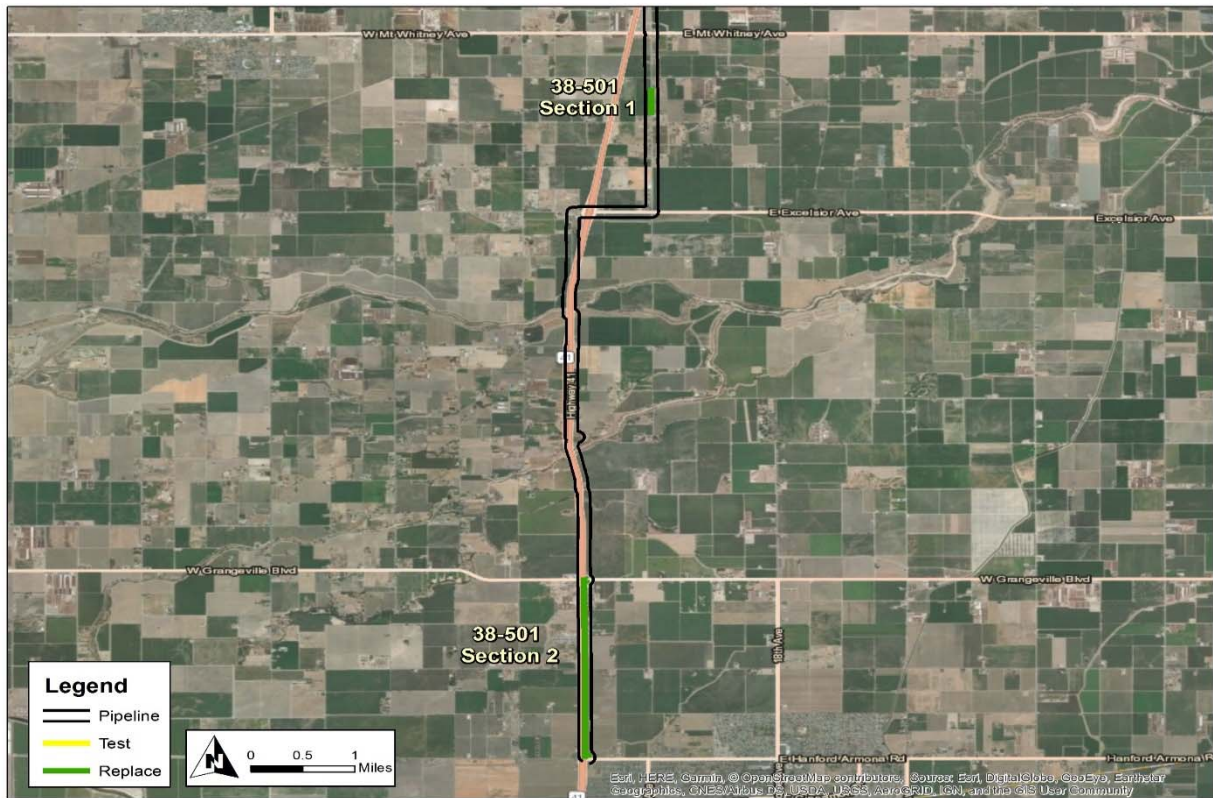 W Mt Whitney Ave
E Mt Whitney Ave
38-501
Section 1
E Excelsior Ave
Excelsior Ave
41
Highway 41
W Grangeville Blvd
W Grangeville Blvd
38-501
Section 2
18th Ave
Legend
Pipeline
Test
Replace
N
0 0.5 1
Miles
E Hanford Armona Rd
Hanford Armona R
41
Esri, HERE, Garmin, © OpenStreetMap contributors, Source: Esri, DigitalGlobe, GeoEye, Earthstar
Geographics, CNES/Airbus DS, USDA, USGS, AeroGRID, IGN, and the GIS User Community